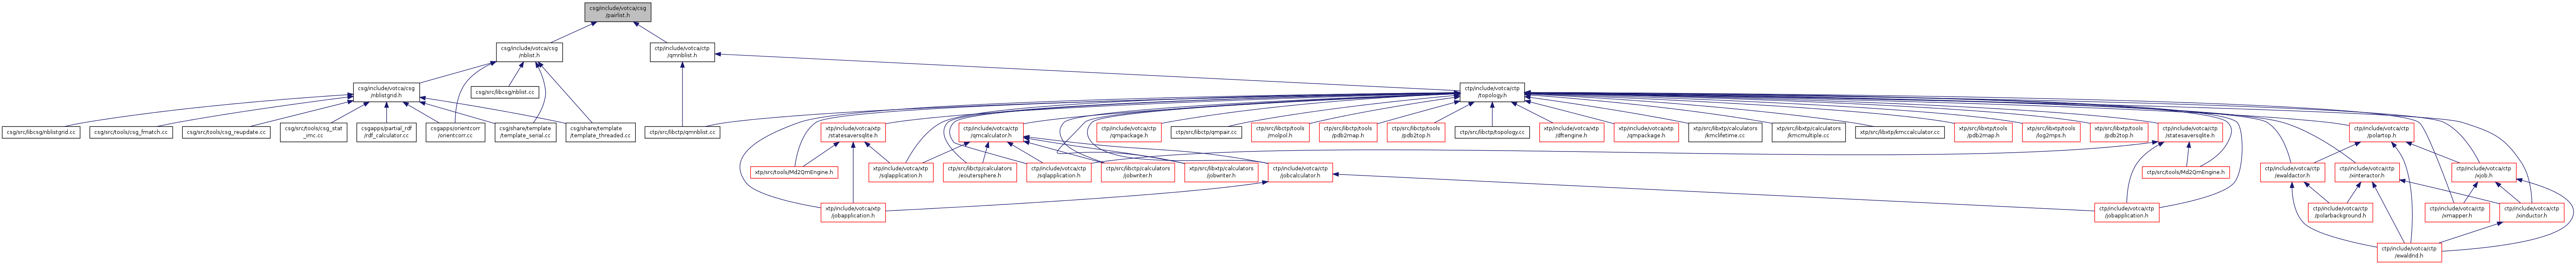 csg/include/votca/csg
/pairlist.h
csg/include/votca/csg
/nblist.h
ctp/include/votca/ctp
/qmnblist.h
csg/include/votca/csg
/nblistgrid.h
csg/src/libcsg/nblist.cc
ctp/include/votca/ctp
/topology.h
csg/src/libcsg/nblistgrid.cc
csg/src/tools/csg_fmatch.cc
csg/src/tools/csg_reupdate.cc
csg/src/tools/csg_stat
_imc.cc
csgapps/partial_rdf
/rdf_calculator.cc
csgapps/orientcorr
/orientcorr.cc
csg/share/template
/template_serial.cc
csg/share/template
/template_threaded.cc
ctp/src/libctp/qmnblist.cc
xtp/include/votca/xtp
/statesaversqlite.h
ctp/include/votca/ctp
/qmcalculator.h
ctp/include/votca/ctp
/qmpackage.h
ctp/src/libctp/qmpair.cc
ctp/src/libctp/tools
/molpol.h
ctp/src/libctp/tools
/pdb2map.h
ctp/src/libctp/tools
/pdb2top.h
ctp/src/libctp/topology.cc
xtp/include/votca/xtp
/dftengine.h
xtp/include/votca/xtp
/qmpackage.h
xtp/src/libxtp/calculators
/kmclifetime.cc
xtp/src/libxtp/calculators
/kmcmultiple.cc
xtp/src/libxtp/kmccalculator.cc
xtp/src/libxtp/tools
/pdb2map.h
xtp/src/libxtp/tools
/log2mps.h
xtp/src/libxtp/tools
/pdb2top.h
ctp/include/votca/ctp
/statesaversqlite.h
ctp/include/votca/ctp
/polartop.h
xtp/src/tools/Md2QmEngine.h
xtp/include/votca/xtp
/sqlapplication.h
ctp/src/libctp/calculators
/eoutersphere.h
ctp/include/votca/ctp
/sqlapplication.h
ctp/src/libctp/calculators
/jobwriter.h
xtp/src/libxtp/calculators
/jobwriter.h
ctp/include/votca/ctp
/jobcalculator.h
ctp/src/tools/Md2QmEngine.h
ctp/include/votca/ctp
/ewaldactor.h
ctp/include/votca/ctp
/xinteractor.h
ctp/include/votca/ctp
/xjob.h
xtp/include/votca/xtp
/jobapplication.h
ctp/include/votca/ctp
/jobapplication.h
ctp/include/votca/ctp
/polarbackground.h
ctp/include/votca/ctp
/xmapper.h
ctp/include/votca/ctp
/xinductor.h
ctp/include/votca/ctp
/ewaldnd.h